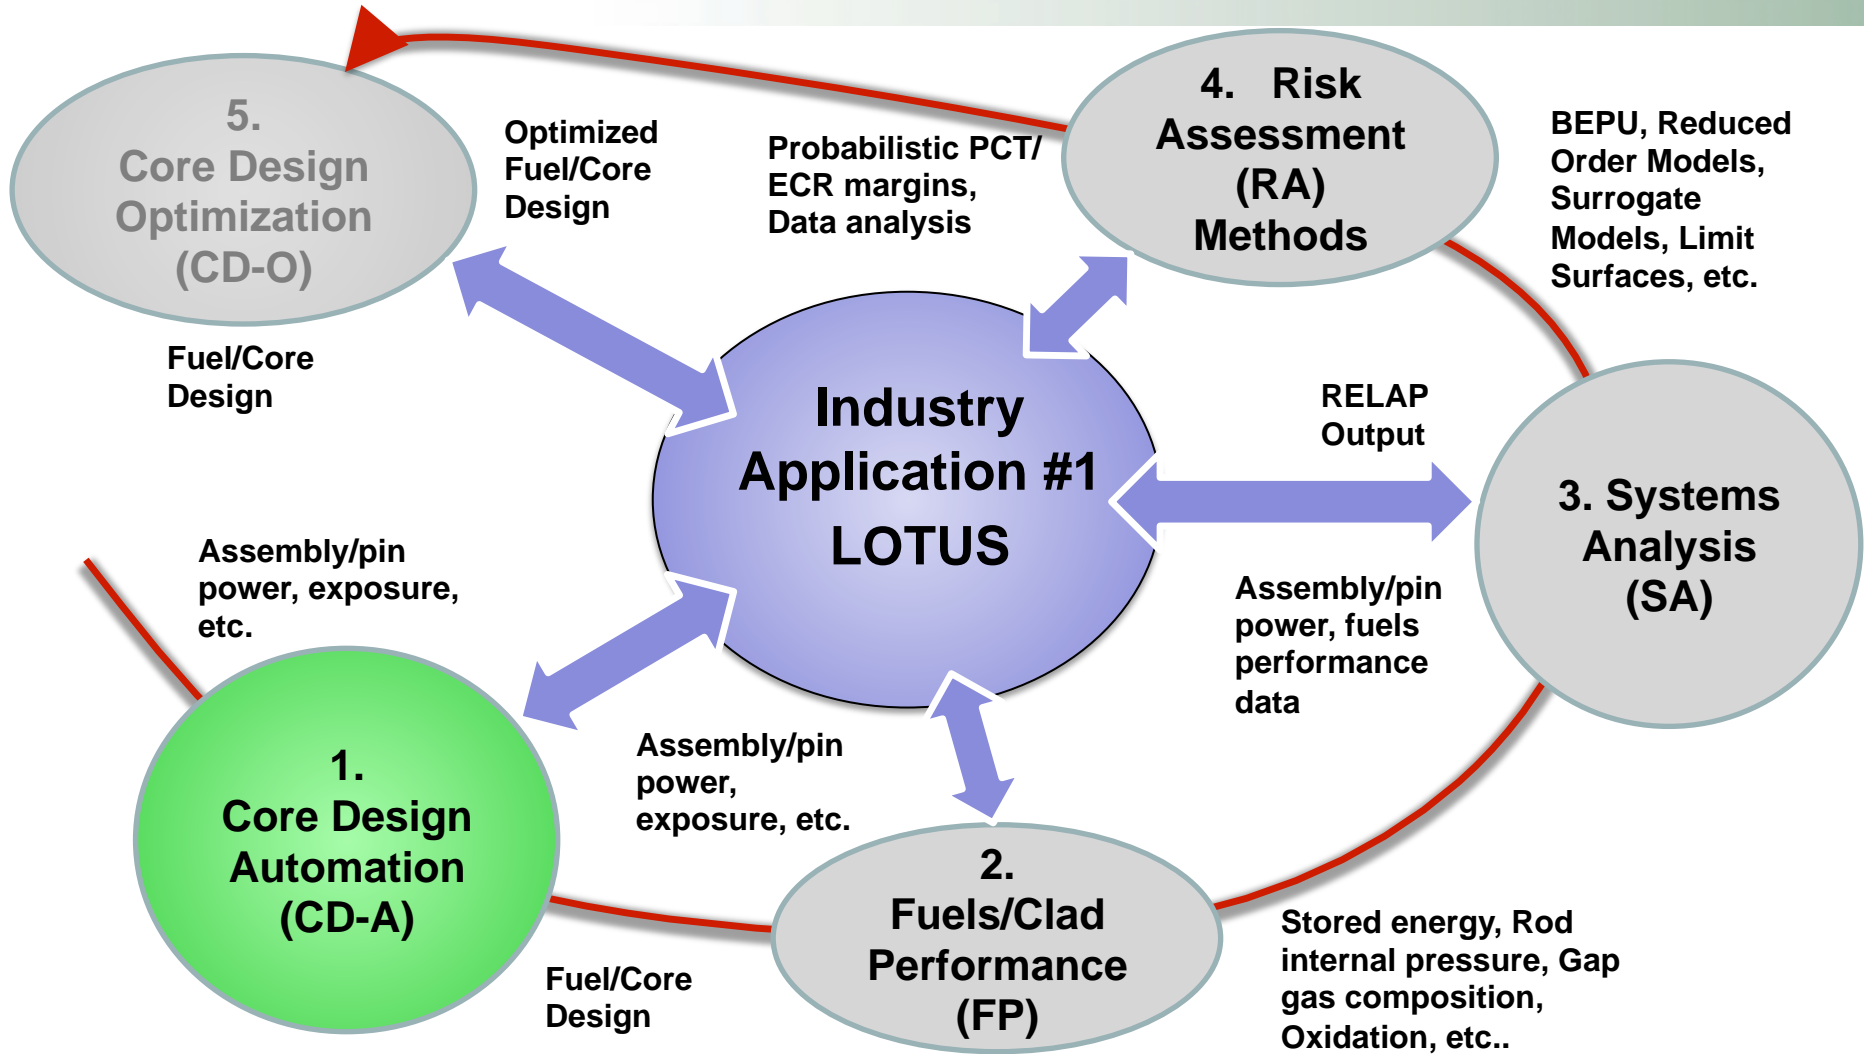 5.
Core Design
Optimization
(CD-O)
Optimized
Fuel/Core
Design
Probabilistic PCT/
ECR margins,
Data analysis
4. Risk
Assessment
(RA)
Methods
BEPU, Reduced
Order Models,
Surrogate
Models, Limit
Surfaces, etc.
Fuel/Core
Design
Industry
Application #1
LOTUS
RELAP
Output
3. Systems
Analysis
(SA)
Assembly/pin
power, exposure,
etc.
Assembly/pin
power, fuels
performance
data
1.
Core Design
Automation
(CD-A)
Assembly/pin
power,
exposure, etc.
2.
Fuels/Clad
Performance
(FP)
Fuel/Core
Design
Stored energy, Rod
internal pressure, Gap
gas composition,
Oxidation, etc..